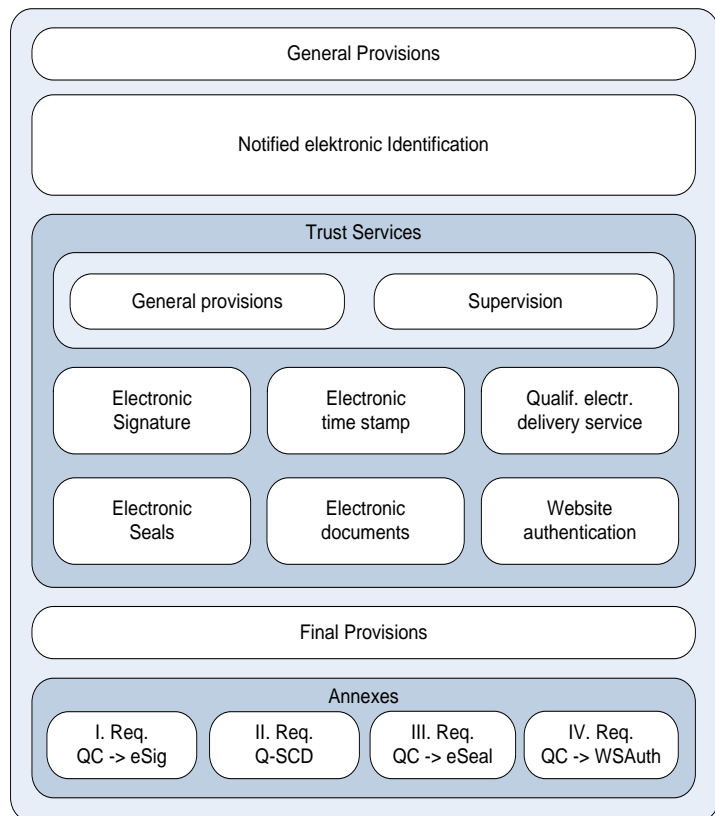 General Provisions
Notified elektronic Identification
Trust Services
General provisions
Supervision
Electronic
Signature
Electronic
time stamp
Qualif. electr.
delivery service
Electronic
Seals
Electronic
documents
Website
authentication
Final Provisions
Annexes
I. Req.
QC -> eSig
II. Req.
Q-SCD
III. Req.
QC -> eSeal
IV. Req.
QC -> WSAuth